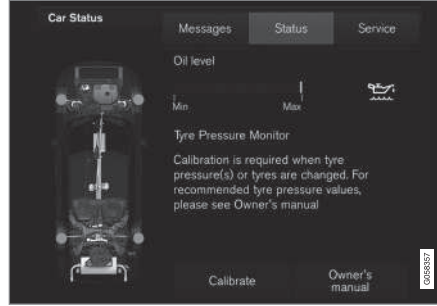 Car Status
Messages
Status
Service
Oil level
Min
Max
Tyre Pressure Monitor
Calibration is required when tyre
pressure(s) or tyres are changed. For
recommended tyre pressure values,
please see Owner's manual
Calibrate
Owner's
manual
G058357